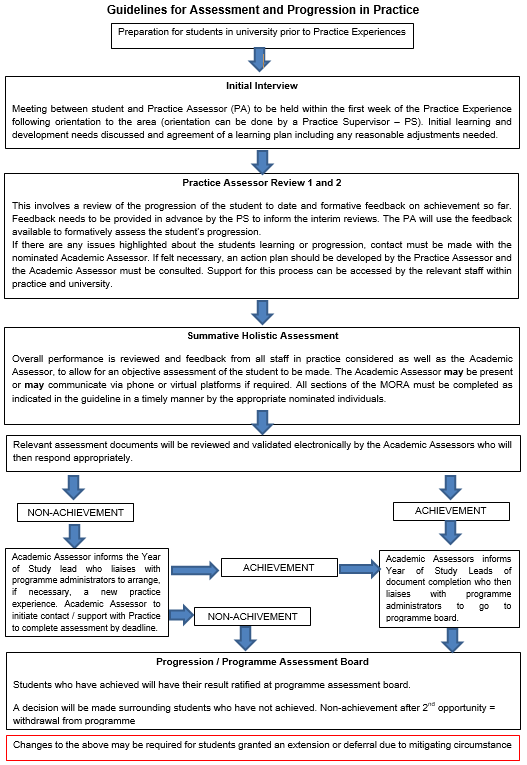 Guidelines for Assessment and Progression in Practice
Preparation for students in university prior to Practice Experiences
Initial Interview
Meeting between student and Practice Assessor (PA) to be held within the first week of the Practice Experience
following orientation to the area (orientation can be done by a Practice Supervisor – PS). Initial learning and
development needs discussed and agreement of a learning plan including any reasonable adjustments needed.
Practice Assessor Review 1 and 2
This involves a review of the progression of the student to date and formative feedback on achievement so far.
Feedback needs to be provided in advance by the PS to inform the interim reviews. The PA will use the feedback
available to formatively assess the student's progression.
If there are any issues highlighted about the students learning or progression, contact must be made with the
nominated Academic Assessor. If felt necessary, an action plan should be developed by the Practice Assessor and
the Academic Assessor must be consulted. Support for this process can be accessed by the relevant staff within
practice and university.
Summative Holistic Assessment
Overall performance is reviewed and feedback from all staff in practice considered as well as the Academic
Assessor, to allow for an objective assessment of the student to be made. The Academic Assessor may be present
or may communicate via phone or virtual platforms if required. All sections of the MORA must be completed as
indicated in the guideline in a timely manner by the appropriate nominated individuals.
Relevant assessment documents will be reviewed and validated electronically by the Academic Assessors who will
then respond appropriately.
NON-ACHIEVEMENT
ACHIEVEMENT
Academic Assessor informs the Year
of Study lead who liaises with
programme administrators to arrange,
if necessary, a new practice
experience. Academic Assessor to
initiate contact / support with Practice
to complete assessment by deadline.
ACHIEVEMENT
NON-ACHIVEMENT
Academic Assessors informs
Year of Study Leads of
document completion who then
liaises with programme
administrators to go to
programme board.
Progression / Programme Assessment Board
Students who have achieved will have their result ratified at programme assessment board.
A decision will be made surrounding students who have not achieved. Non-achievement after 2nd opportunity =
withdrawal from programme
Changes to the above may be required for students granted an extension or deferral due to mitigating circumstance